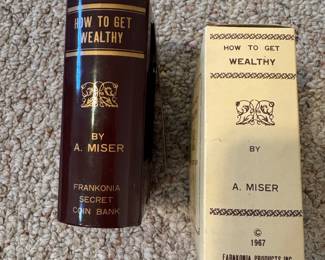 HOW TO GET
WEALTHY
BY
A. MISER
FRANKONIA
SECRET
COIN BANK
HOW TO GET
WEALTHY
BY
A. MISER
©
1967
FRANKONIA PRODUCTS INC